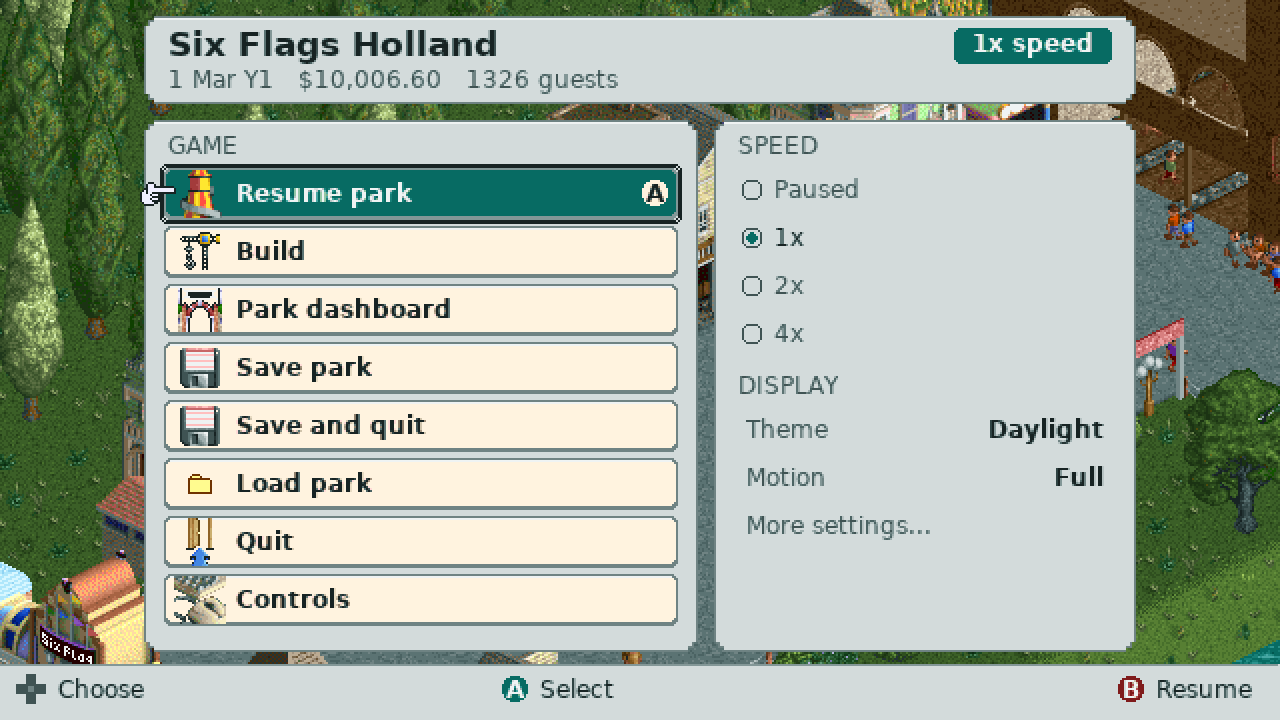 Six Flags Holland
1x speed
1 Mar Y1 $10,006.60 1326 guests
GAME
Resume park A
Build
Park dashboard
Save park
Save and quit
Load park
Quit
Controls
SPEED
Paused
1x
2x
4x
DISPLAY
Theme Daylight
Motion Full
More settings...
Six Flag
Choose
A Select
B Resume